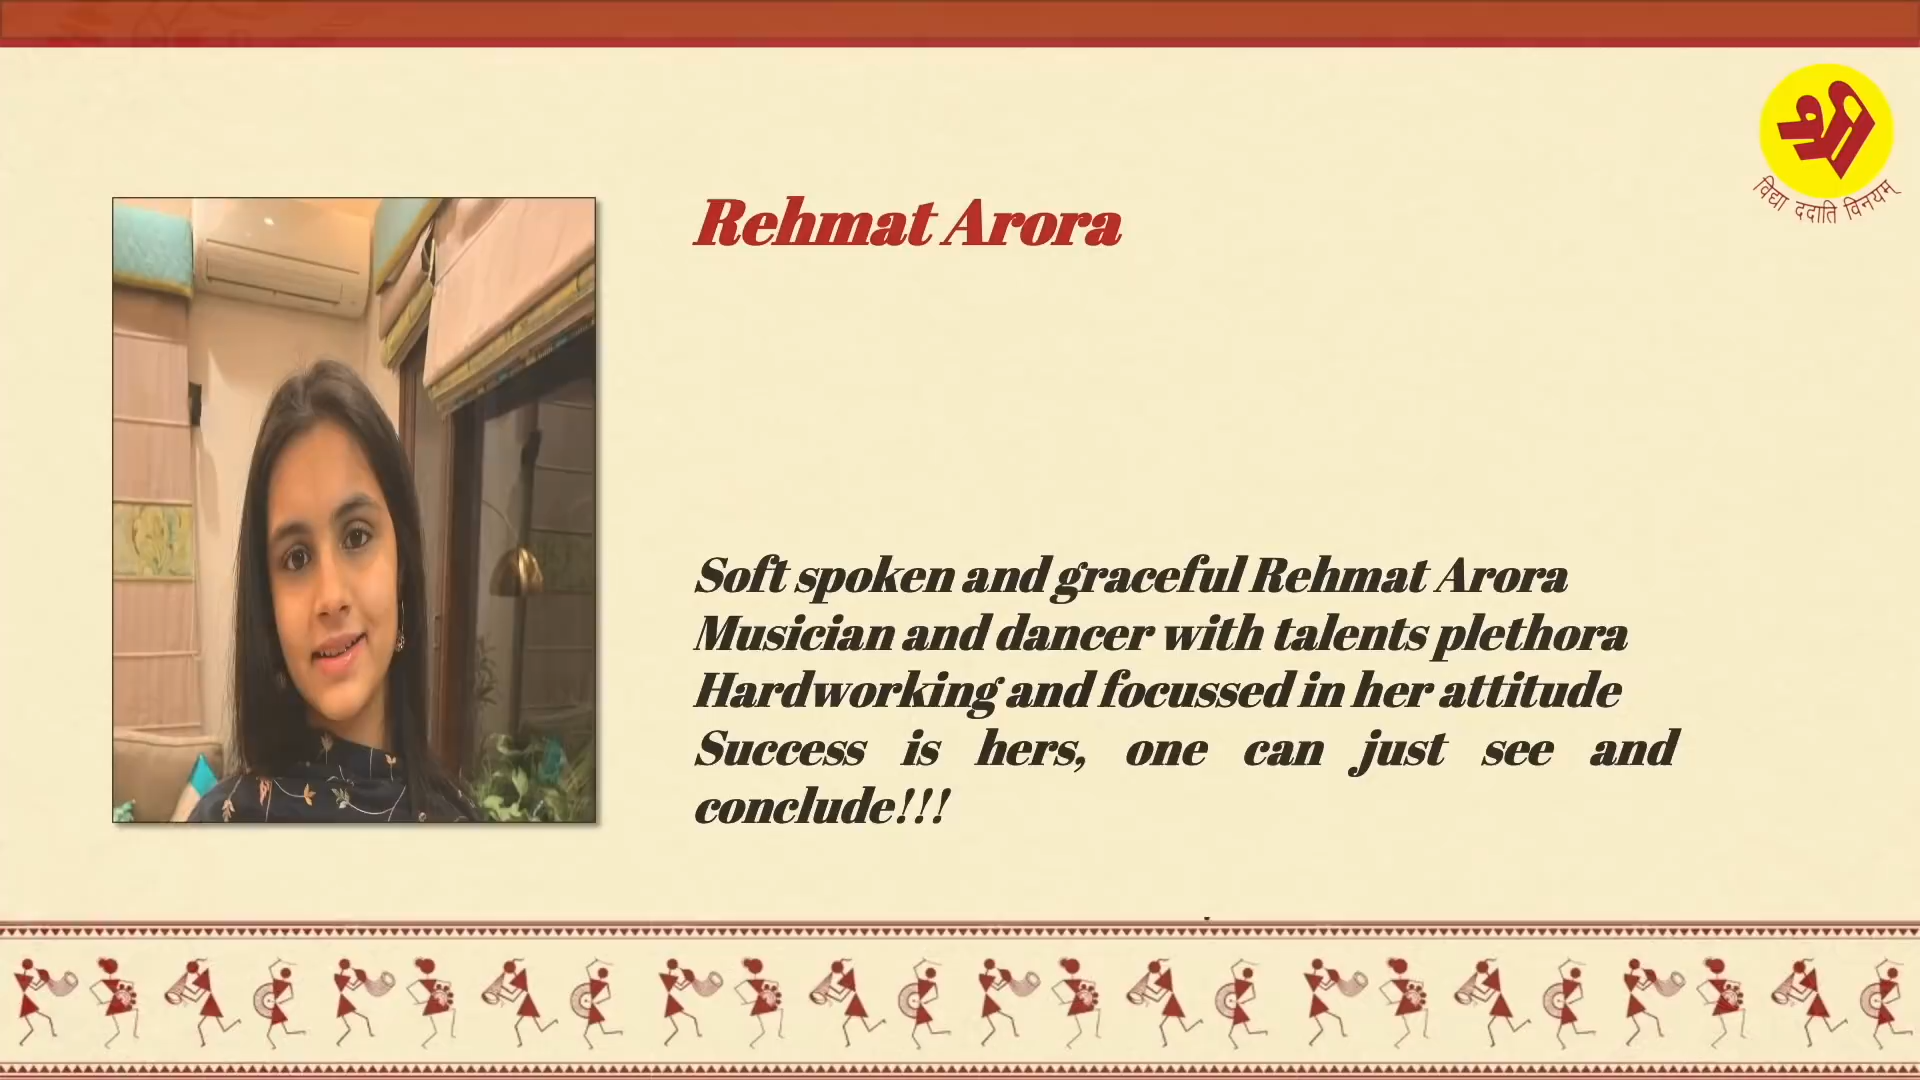 श्री
विद्या ददाति विनयम्
Rehmat Arora
Soft spoken and graceful Rehmat Arora
Musician and dancer with talents plethora
Hardworking and focussed in her attitude
Success is hers, one can just see and
conclude!!!